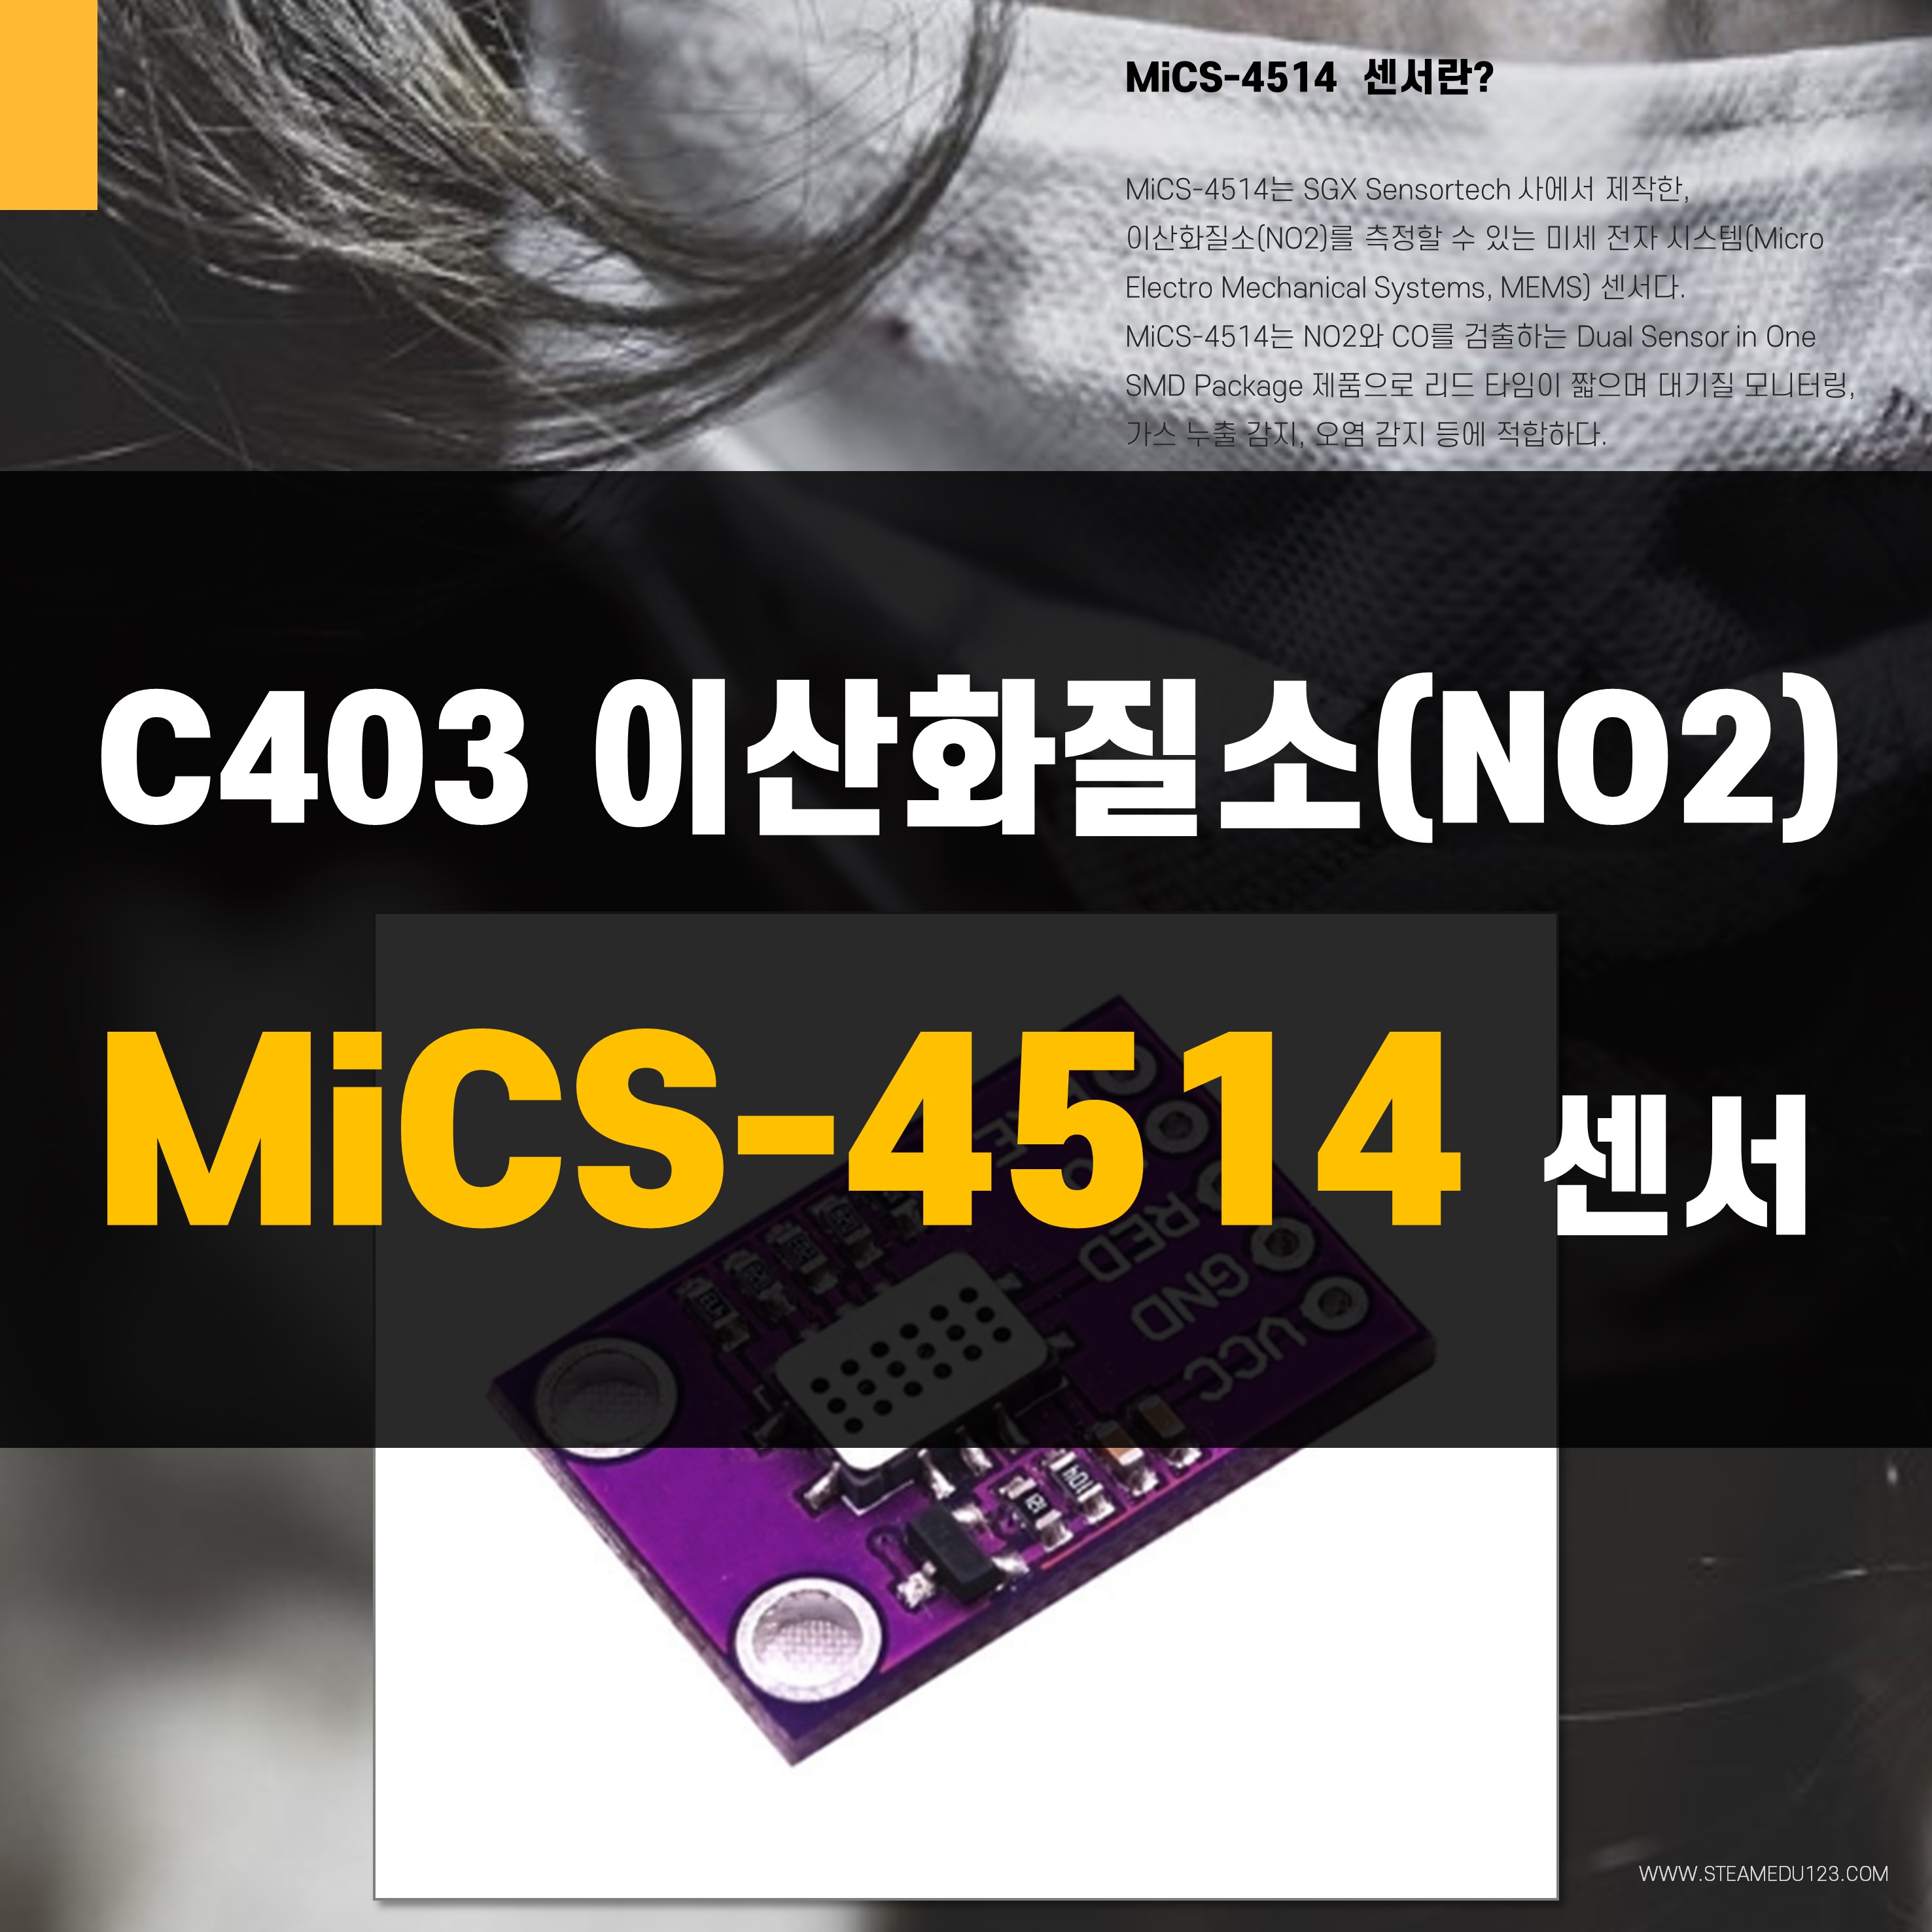 MiCS-4514 센서란?
MiCS-4514는 SGX Sensortech 사에서 제작한,
이산화질소(NO2)를 측정할 수 있는 미세 전자 시스템(Micro
Electro Mechanical Systems, MEMS) 센서다.
MiCS-4514는 NO2와 CO를 검출하는 Dual Sensor in One
SMD Package 제품으로 리드 타임이 짧으며 대기질 모니터링,
가스 누출 감지, 오염 감지 등에 적합하다.
C403 이산화질소(NO2)
MiCS-4514 센서
RED
GND
VCC
104
WWW.STEAMEDU123.COM